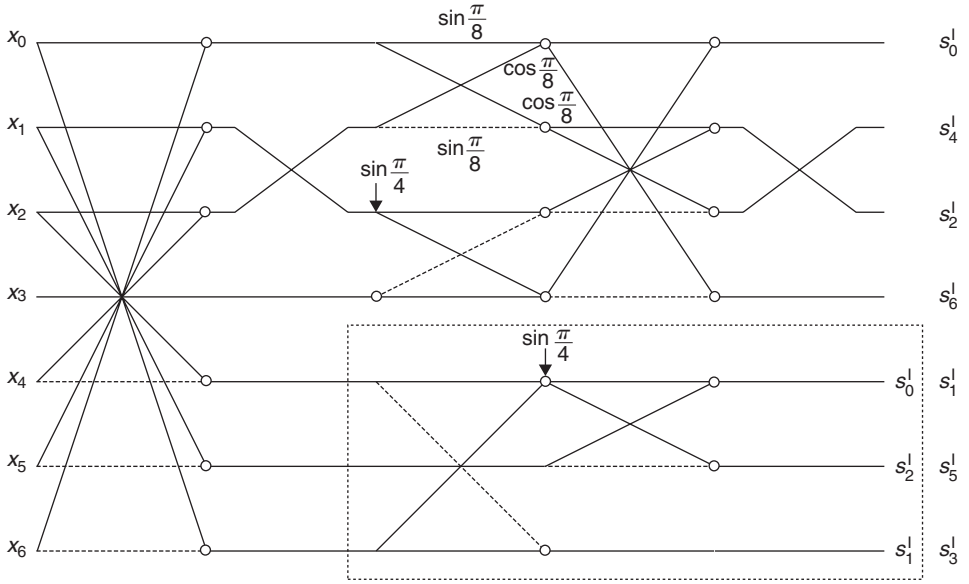 x₀ sin π/8 s₀ᴵ
cos π/8
x₁ cos π/8 s₄ᴵ
sin π/8
sin π/4
x₂ s₂ᴵ
x₃ s₆ᴵ
sin π/4
x₄ s₀ᴵ s₁ᴵ
x₅ s₂ᴵ s₅ᴵ
x₆ s₁ᴵ s₃ᴵ